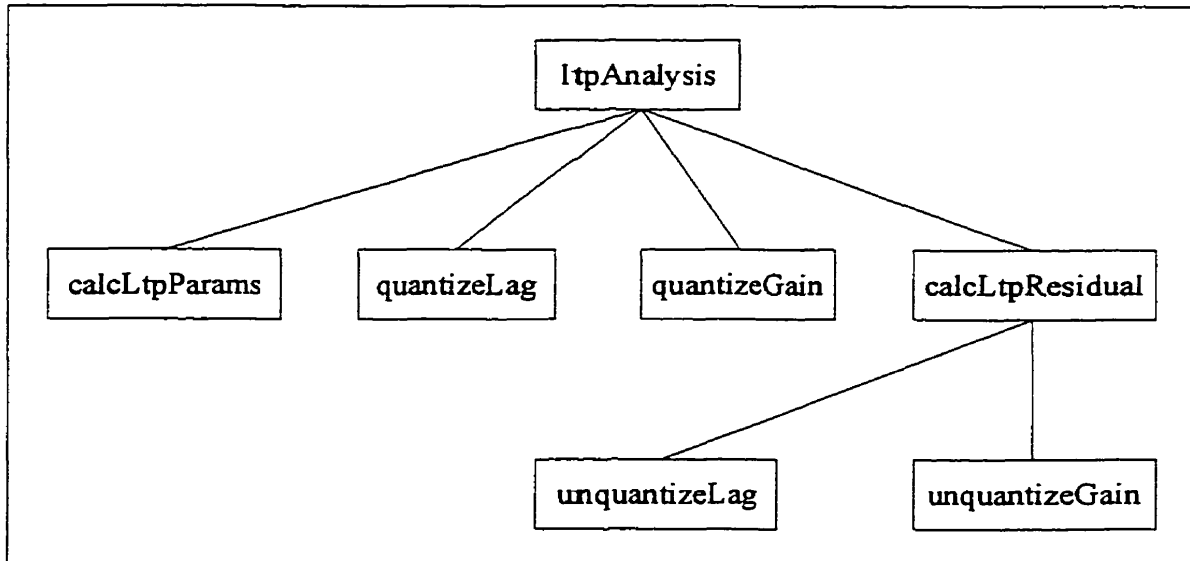 ltpAnalysis
calcLtpParams
quantizeLag
quantizeGain
calcLtpResidual
unquantizeLag
unquantizeGain